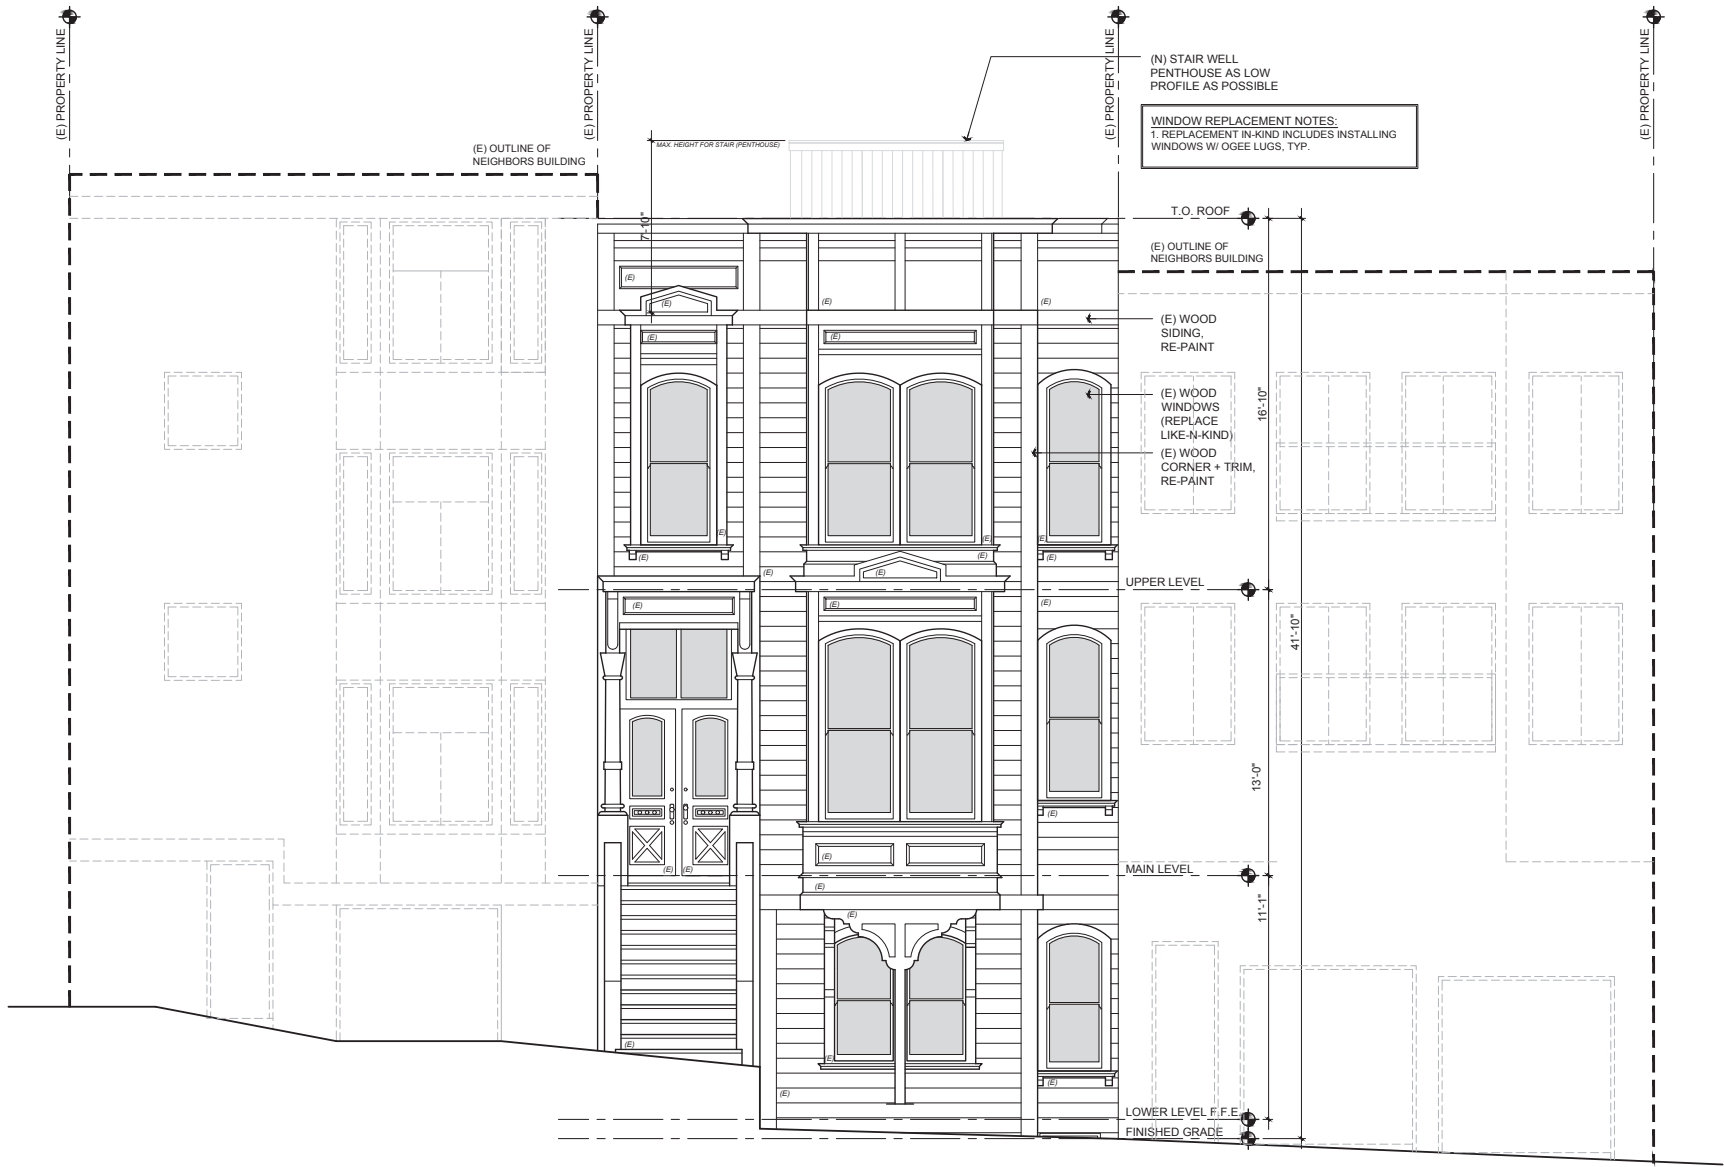 (E) PROPERTY LINE
(E) PROPERTY LINE
(E) PROPERTY LINE
(E) PROPERTY LINE
(N) STAIR WELL
PENTHOUSE AS LOW
PROFILE AS POSSIBLE
WINDOW REPLACEMENT NOTES:
1. REPLACEMENT IN-KIND INCLUDES INSTALLING
WINDOWS W/ OGEE LUGS, TYP.
(E) OUTLINE OF
NEIGHBORS BUILDING
MAX. HEIGHT FOR STAIR (PENTHOUSE)
7'-10"
T.O. ROOF
(E) OUTLINE OF
NEIGHBORS BUILDING
(E)
(E)
(E)
(E)
(E) WOOD
SIDING,
RE-PAINT
(E)
(E)
(E) WOOD
WINDOWS
(REPLACE
LIKE-N-KIND)
16'-10"
(E) WOOD
CORNER + TRIM,
RE-PAINT
(E)
(E)
(E)
(E)
(E)
(E)
(E)
(E)
UPPER LEVEL
(E)
(E)
(E)
(E)
41'-10"
13'-0"
(E)
(E)
(E)
(E)
MAIN LEVEL
(E)
(E)
11'-1"
(E)
(E)
(E)
(E)
LOWER LEVEL F.F.E.
FINISHED GRADE